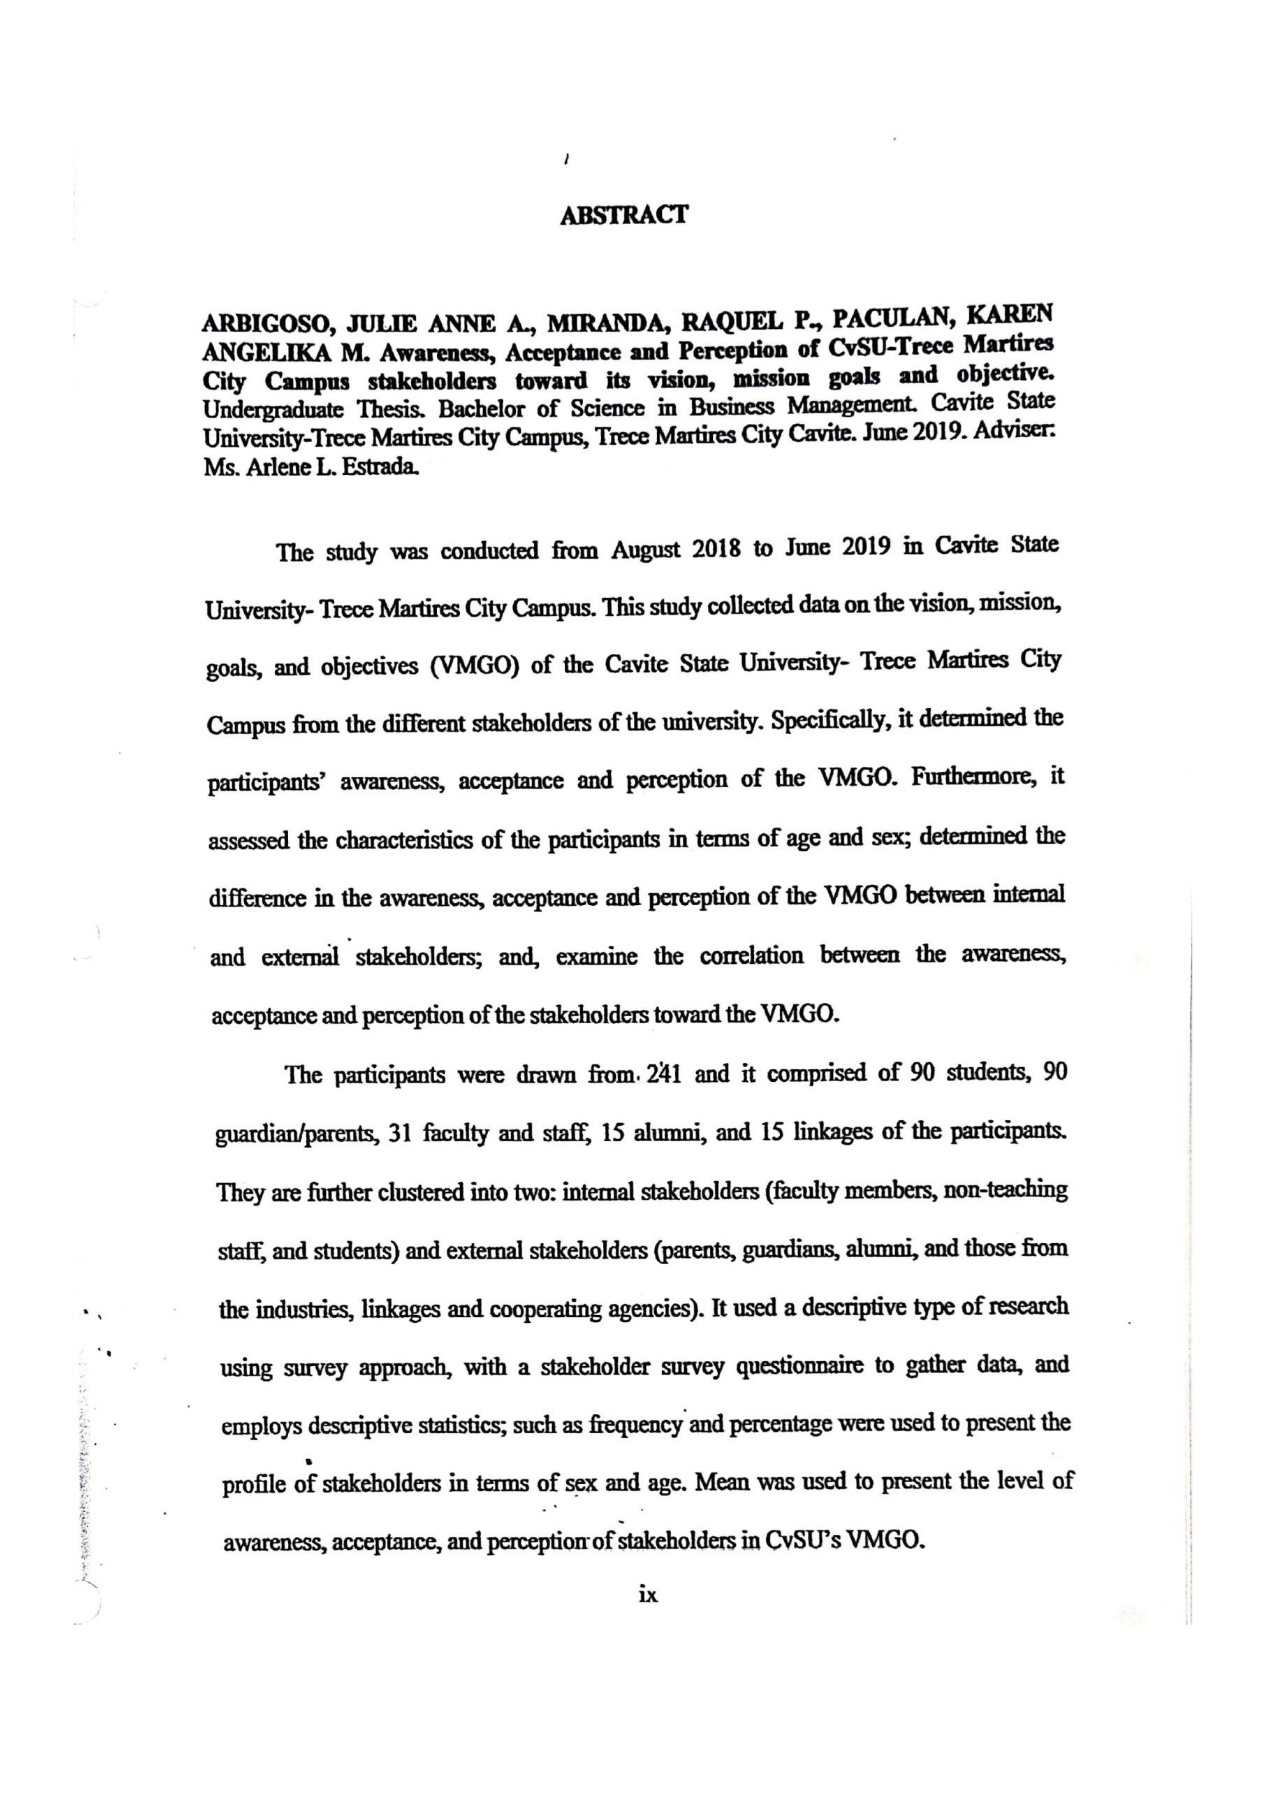 ABSTRACT
ARBIGOSO, JULIE ANNE A., MIRANDA, RAQUEL P., PACULAN, KAREN
ANGELIKA M. Awareness, Acceptance and Perception of CvSU-Trece Martires
City Campus stakeholders toward its vision, mission goals and objective.
Undergraduate Thesis. Bachelor of Science in Business Management. Cavite State
University-Trece Martires City Campus, Trece Martires City Cavite. June 2019. Adviser:
Ms. Arlene L. Estrada.
The study was conducted from August 2018 to June 2019 in Cavite State
University- Trece Martires City Campus. This study collected data on the vision, mission,
goals, and objectives (VMGO) of the Cavite State University- Trece Martires City
Campus from the different stakeholders of the university. Specifically, it determined the
participants' awareness, acceptance and perception of the VMGO. Furthermore, it
assessed the characteristics of the participants in terms of age and sex; determined the
difference in the awareness, acceptance and perception of the VMGO between internal
and external stakeholders; and, examine the correlation between the awareness,
acceptance and perception of the stakeholders toward the VMGO.
The participants were drawn from 241 and it comprised of 90 students, 90
guardian/parents, 31 faculty and staff, 15 alumni, and 15 linkages of the participants.
They are further clustered into two: internal stakeholders (faculty members, non-teaching
staff, and students) and external stakeholders (parents, guardians, alumni, and those from
the industries, linkages and cooperating agencies). It used a descriptive type of research
using survey approach, with a stakeholder survey questionnaire to gather data, and
employs descriptive statistics; such as frequency and percentage were used to present the
profile of stakeholders in terms of sex and age. Mean was used to present the level of
awareness, acceptance, and perception of stakeholders in CvSU's VMGO.
ix